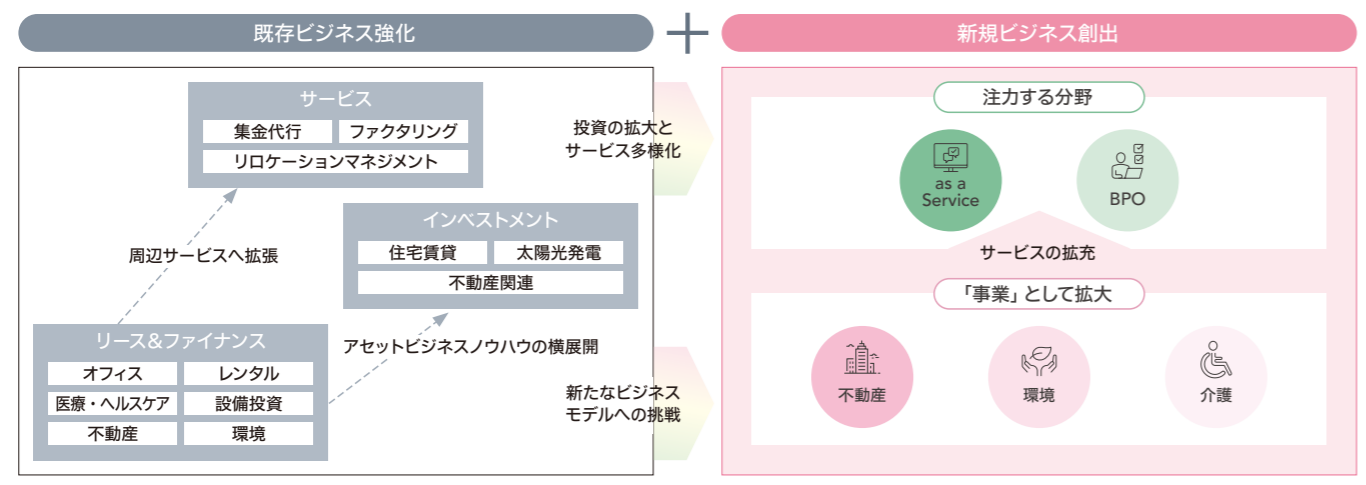 既存ビジネス強化
＋
新規ビジネス創出
サービス
集金代行
ファクタリング
リロケーションマネジメント
周辺サービスへ拡張
インベストメント
住宅賃貸
太陽光発電
不動産関連
リース&ファイナンス
オフィス
レンタル
医療・ヘルスケア
設備投資
不動産
環境
アセットビジネスノウハウの横展開
投資の拡大と
サービス多様化
新たなビジネス
モデルへの挑戦
注力する分野
as a
Service
BPO
サービスの拡充
「事業」として拡大
不動産
環境
介護